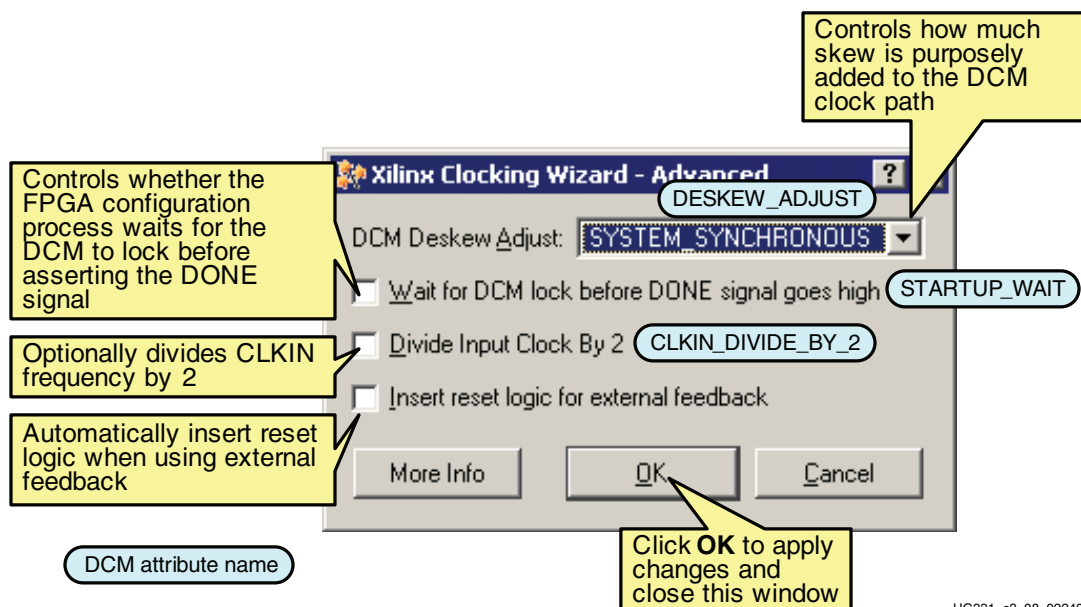 Controls how much
skew is purposely
added to the DCM
clock path
Xilinx Clocking Wizard - Advanced
?
DESKEW_ADJUST
Controls whether the
FPGA configuration
process waits for the
DCM to lock before
asserting the DONE
signal
DCM Deskew Adjust: SYSTEM_SYNCHRONOUS
Wait for DCM lock before DONE signal goes high STARTUP_WAIT
Optionally divides CLKIN
frequency by 2
Divide Input Clock By 2 CLKIN_DIVIDE_BY_2
Insert reset logic for external feedback
Automatically insert reset
logic when using external
feedback
More Info OK Cancel
Click OK to apply
changes and
close this window
DCM attribute name